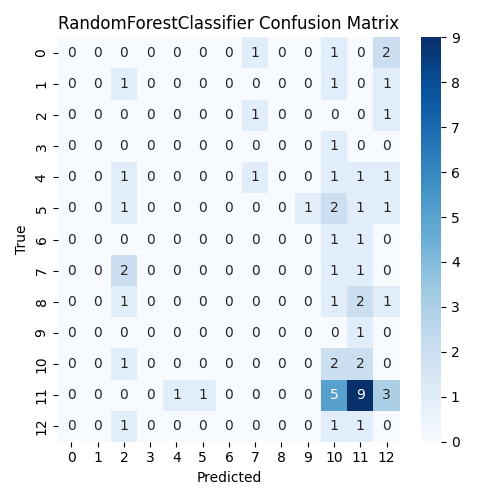 RandomForestClassifier Confusion Matrix
0 0 0 0 0 0 0 0 1 0 0 1 0 2
1 0 0 1 0 0 0 0 0 0 0 1 0 1
2 0 0 0 0 0 0 0 1 0 0 0 0 1
3 0 0 0 0 0 0 0 0 0 0 1 0 0
4 0 0 1 0 0 0 0 1 0 0 1 1 1
5 0 0 1 0 0 0 0 0 0 1 2 1 1
6 0 0 0 0 0 0 0 0 0 0 1 1 0
7 0 0 2 0 0 0 0 0 0 0 1 1 0
8 0 0 1 0 0 0 0 0 0 0 1 2 1
9 0 0 0 0 0 0 0 0 0 0 0 1 0
10 0 0 1 0 0 0 0 0 0 0 2 2 0
11 0 0 0 0 1 1 0 0 0 0 5 9 3
12 0 0 1 0 0 0 0 0 0 0 1 1 0
0 1 2 3 4 5 6 7 8 9 10 11 12
Predicted
True
9
8
7
6
5
4
3
2
1
0